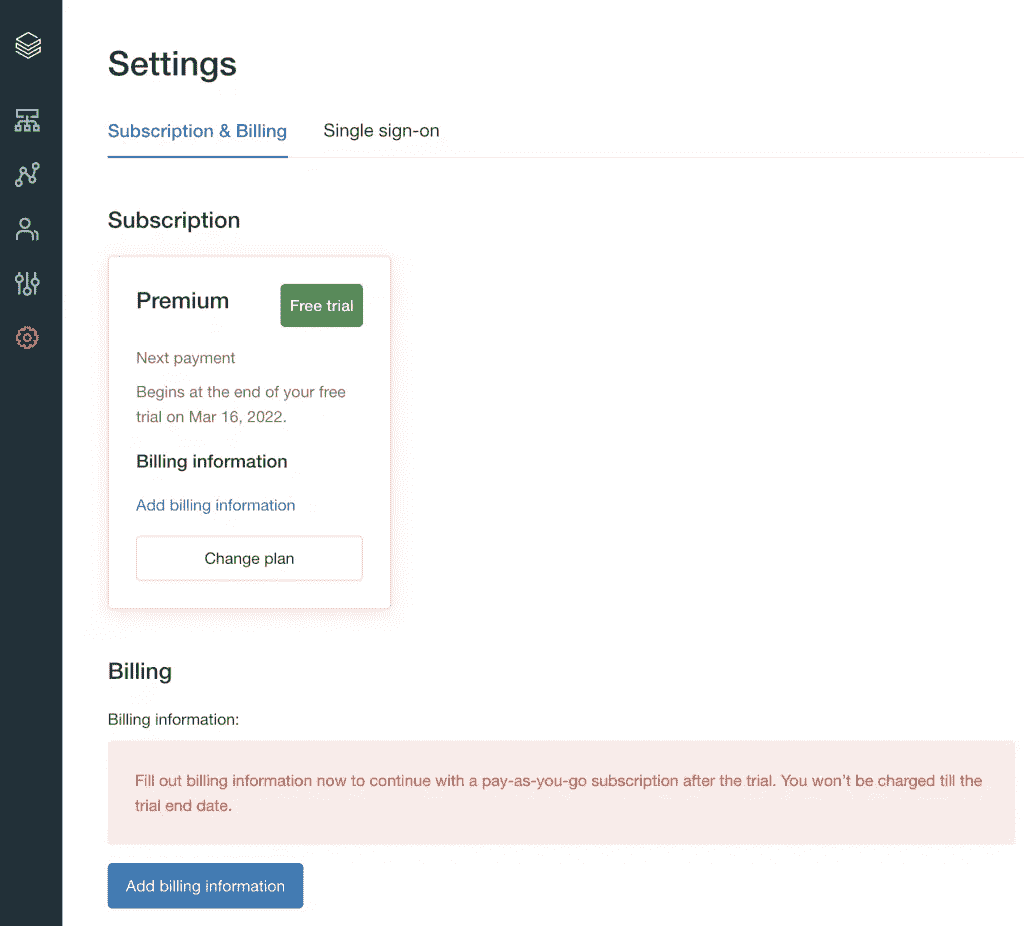 Settings
Subscription & Billing
Single sign-on
Subscription
Premium
Free trial
Next payment
Begins at the end of your free
trial on Mar 16, 2022.
Billing information
Add billing information
Change plan
Billing
Billing information:
Fill out billing information now to continue with a pay-as-you-go subscription after the trial. You won’t be charged till the
trial end date.
Add billing information